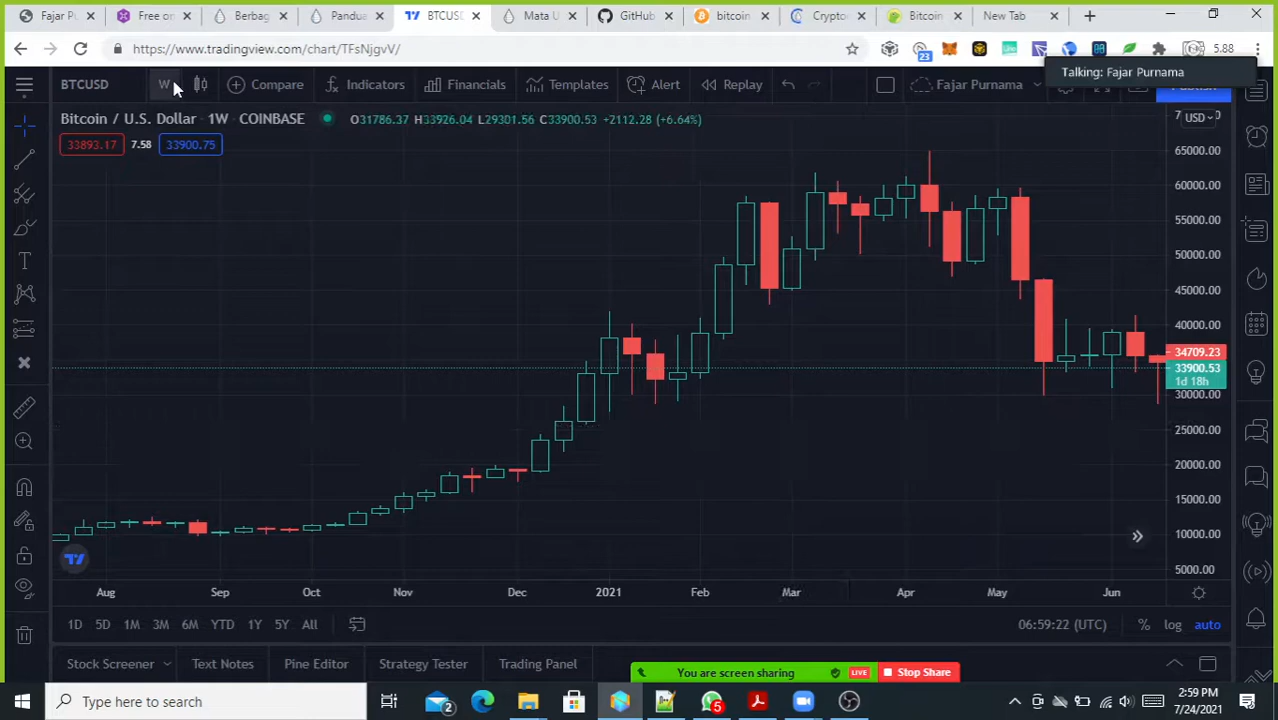 Fajar Pu
Free on
Berbag
Pandua
BTCUSD
Mata U
GitHub
bitcoin
Crypto
Bitcoin
New Tab
https://www.tradingview.com/chart/TFsNjgvV/
23
5.88
Talking: Fajar Purnama
BTCUSD
W
Compare
Indicators
Financials
Templates
Alert
Replay
Fajar Purnama
Bitcoin / U.S. Dollar · 1W · COINBASE
O31786.37 H33926.04 L29301.56 C33900.53 +2112.28 (+6.64%)
33893.17
7.58
33900.75
USD
65000.00
60000.00
55000.00
50000.00
45000.00
40000.00
34709.23
33900.53
1d 18h
30000.00
25000.00
20000.00
15000.00
10000.00
5000.00
Aug
Sep
Oct
Nov
Dec
2021
Feb
Mar
Apr
May
Jun
1D
5D
1M
3M
6M
YTD
1Y
5Y
All
06:59:22 (UTC)
%
log
auto
Stock Screener
Text Notes
Pine Editor
Strategy Tester
Trading Panel
You are screen sharing
LIVE
Stop Share
Type here to search
2
5
2:59 PM
7/24/2021